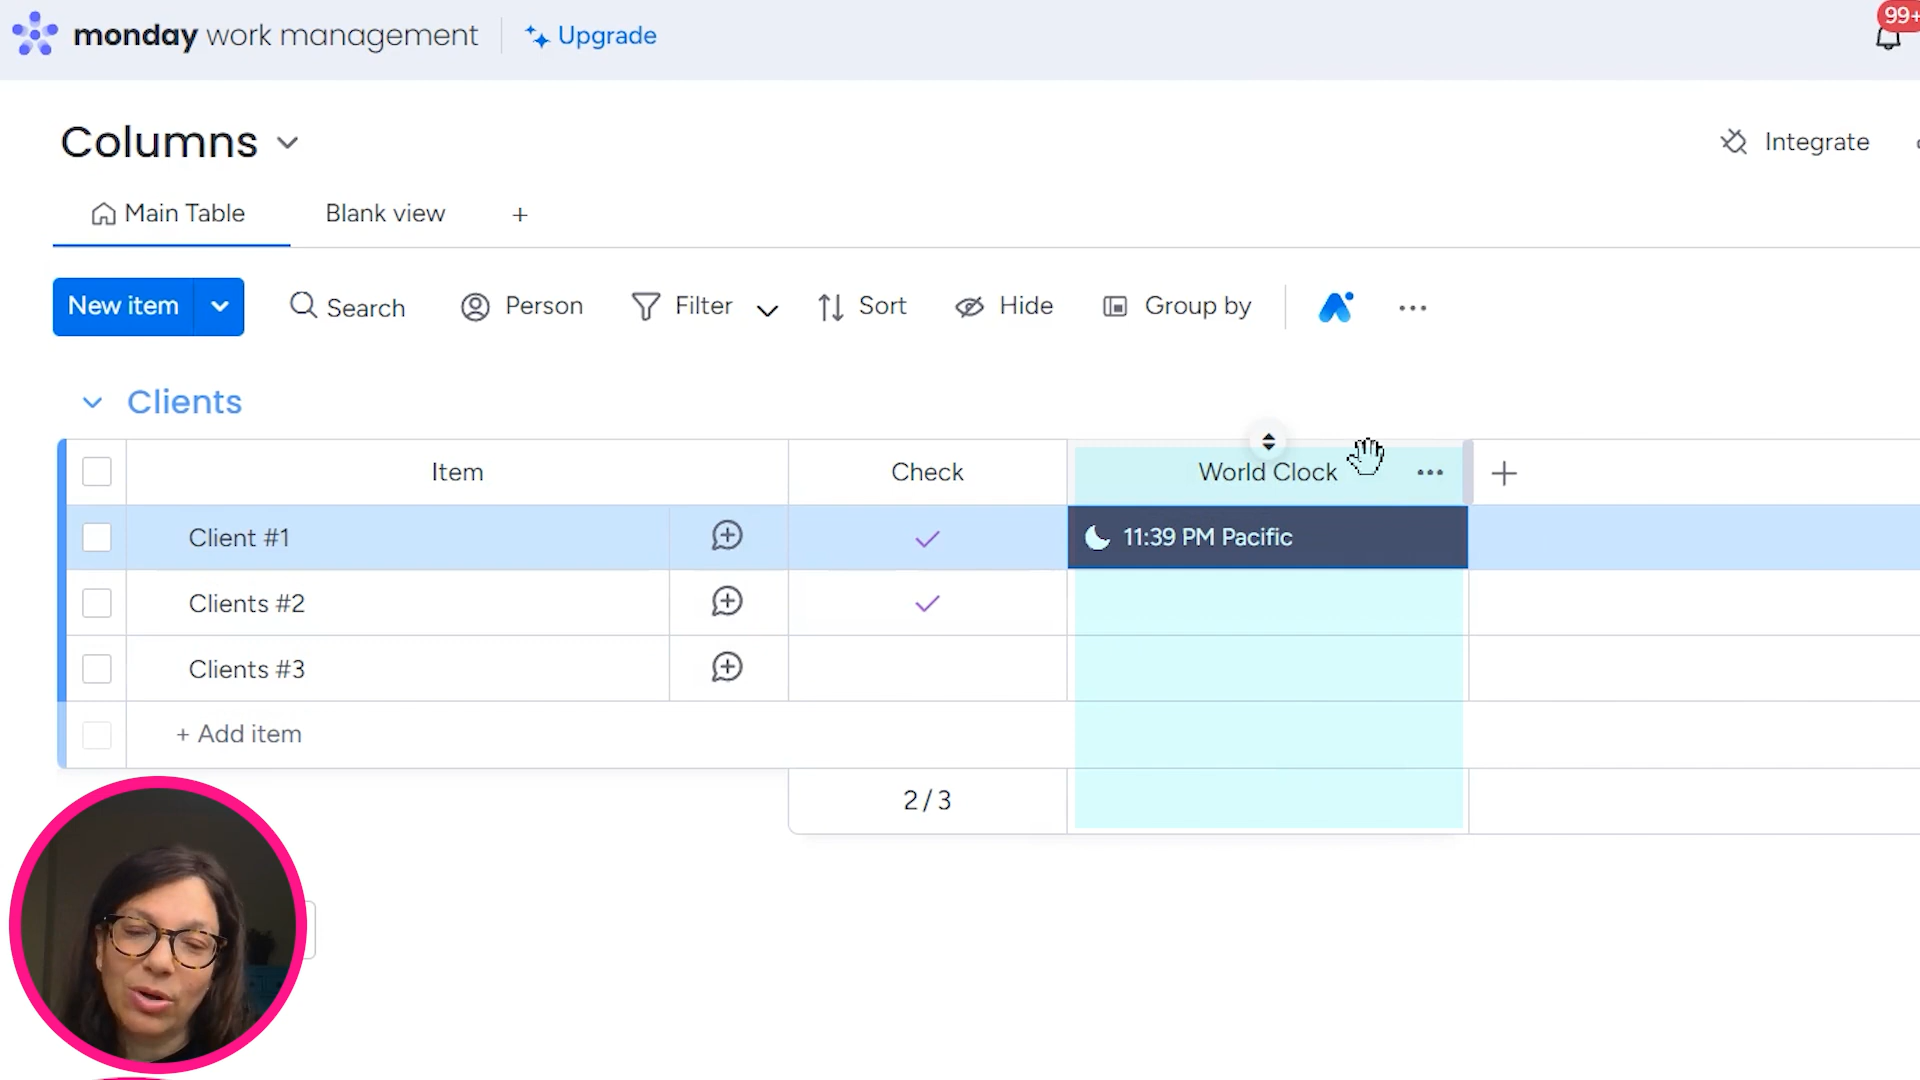 monday work management Upgrade
99+
Columns
Integrate
Main Table Blank view +
New item Search Person Filter Sort Hide Group by
Clients
Item Check World Clock
Client #1 11:39 PM Pacific
Clients #2
Clients #3
+ Add item
2 / 3